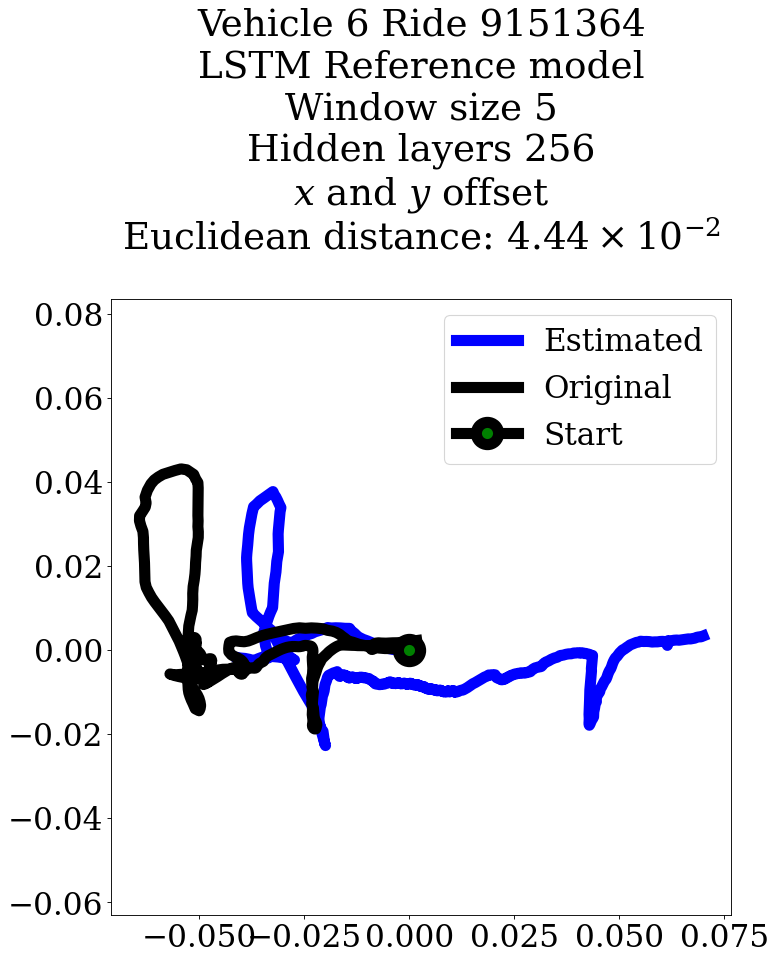 Vehicle 6 Ride 9151364
LSTM Reference model
Window size 5
Hidden layers 256
x and y offset
Euclidean distance: 4.44 × 10⁻²
0.08
Estimated
0.06
Original
Start
0.04
0.02
0.00
−0.02
−0.04
−0.06
−0.050 −0.025 0.000 0.025 0.050 0.075